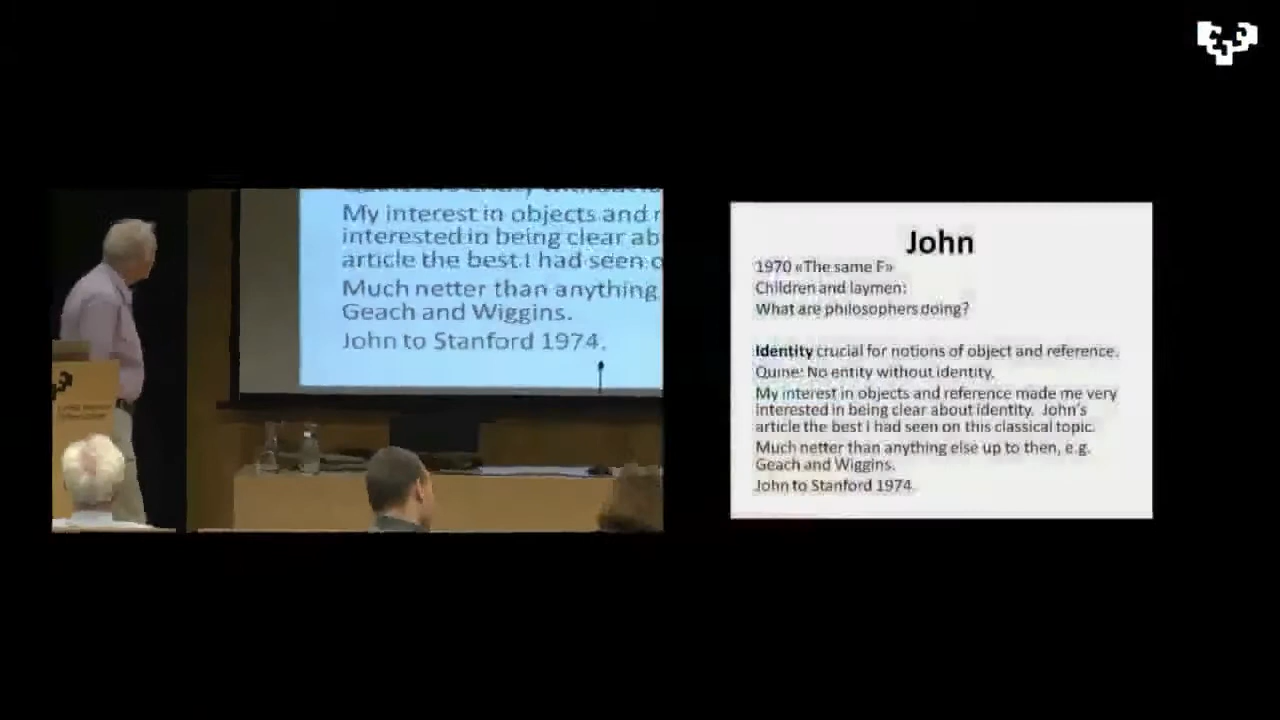 My interest in objects and r
interested in being clear ab
article the best I had seen o
Much netter than anything
Geach and Wiggins.
John to Stanford 1974.
John
1970 «The same F»
Children and laymen:
What are philosophers doing?
Identity crucial for notions of object and reference.
Quine: No entity without identity.
My interest in objects and reference made me very
interested in being clear about identity. John's
article the best I had seen on this classical topic.
Much netter than anything else up to then, e.g.
Geach and Wiggins.
John to Stanford 1974.